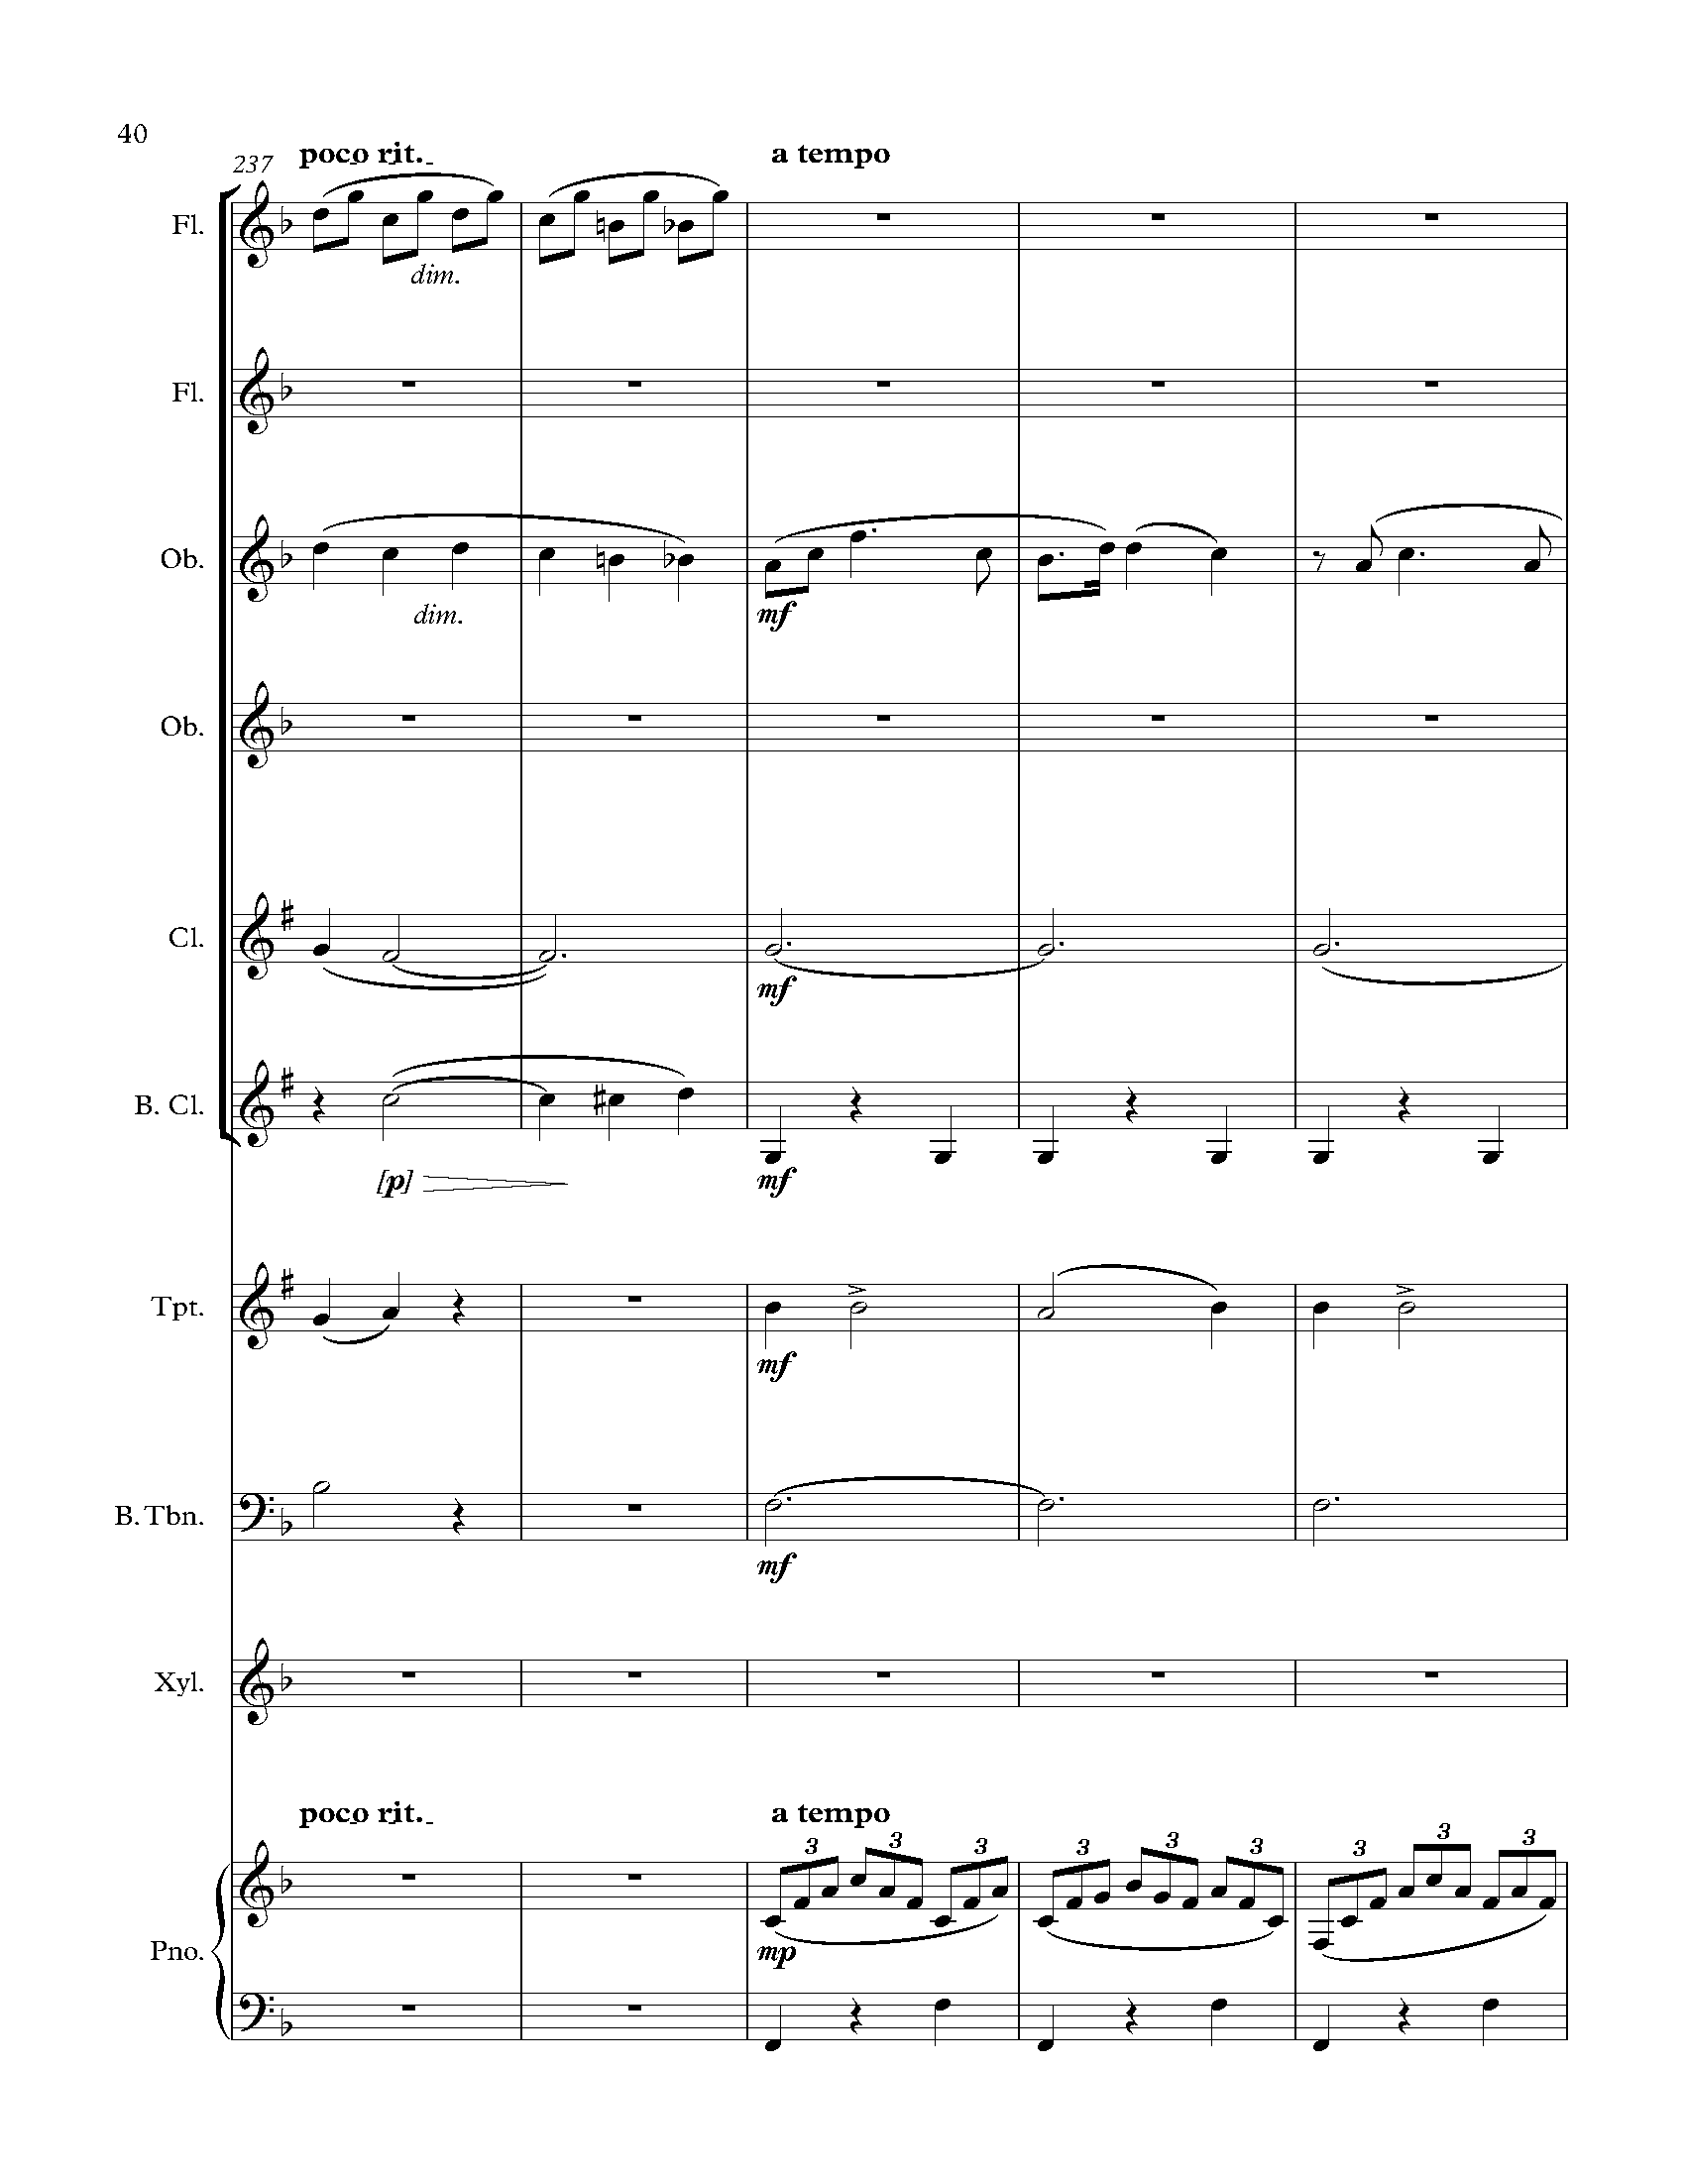 40
237
poco rit.
a tempo
Fl.
dim.
Fl.
Ob.
dim.
mf
Ob.
Cl.
mf
B. Cl.
[p]
mf
Tpt.
mf
B. Tbn.
mf
Xyl.
poco rit.
a tempo
3 3 3 3 3 3 3 3 3
Pno.
mp